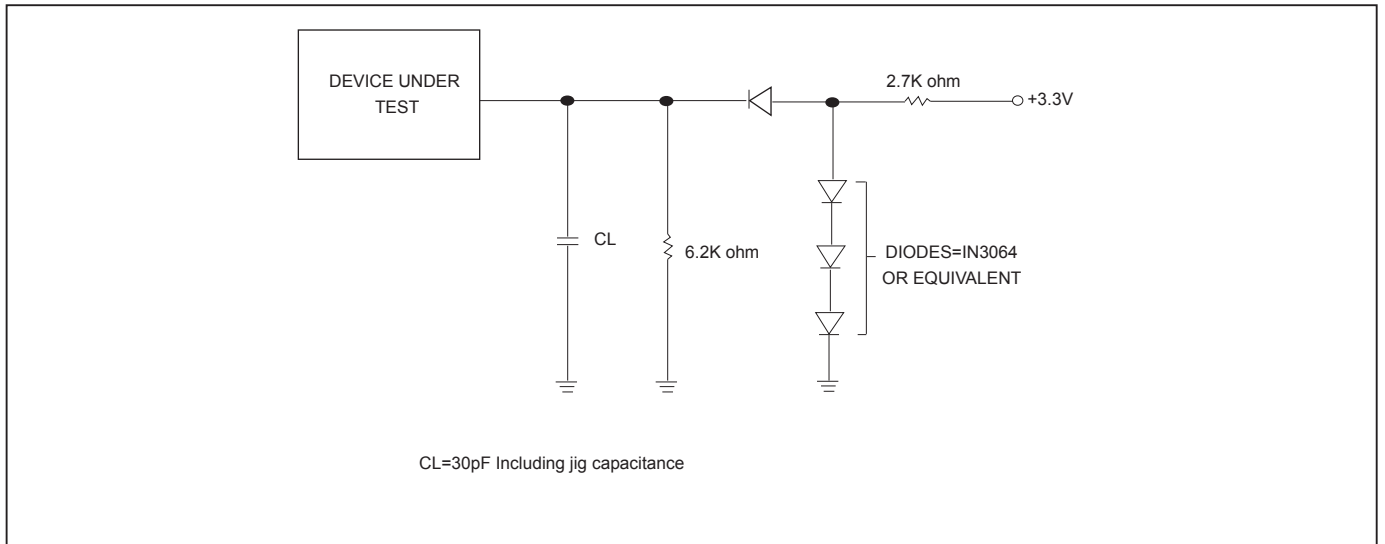 DEVICE UNDER
TEST
2.7K ohm
+3.3V
CL
6.2K ohm
DIODES=IN3064
OR EQUIVALENT
CL=30pF Including jig capacitance